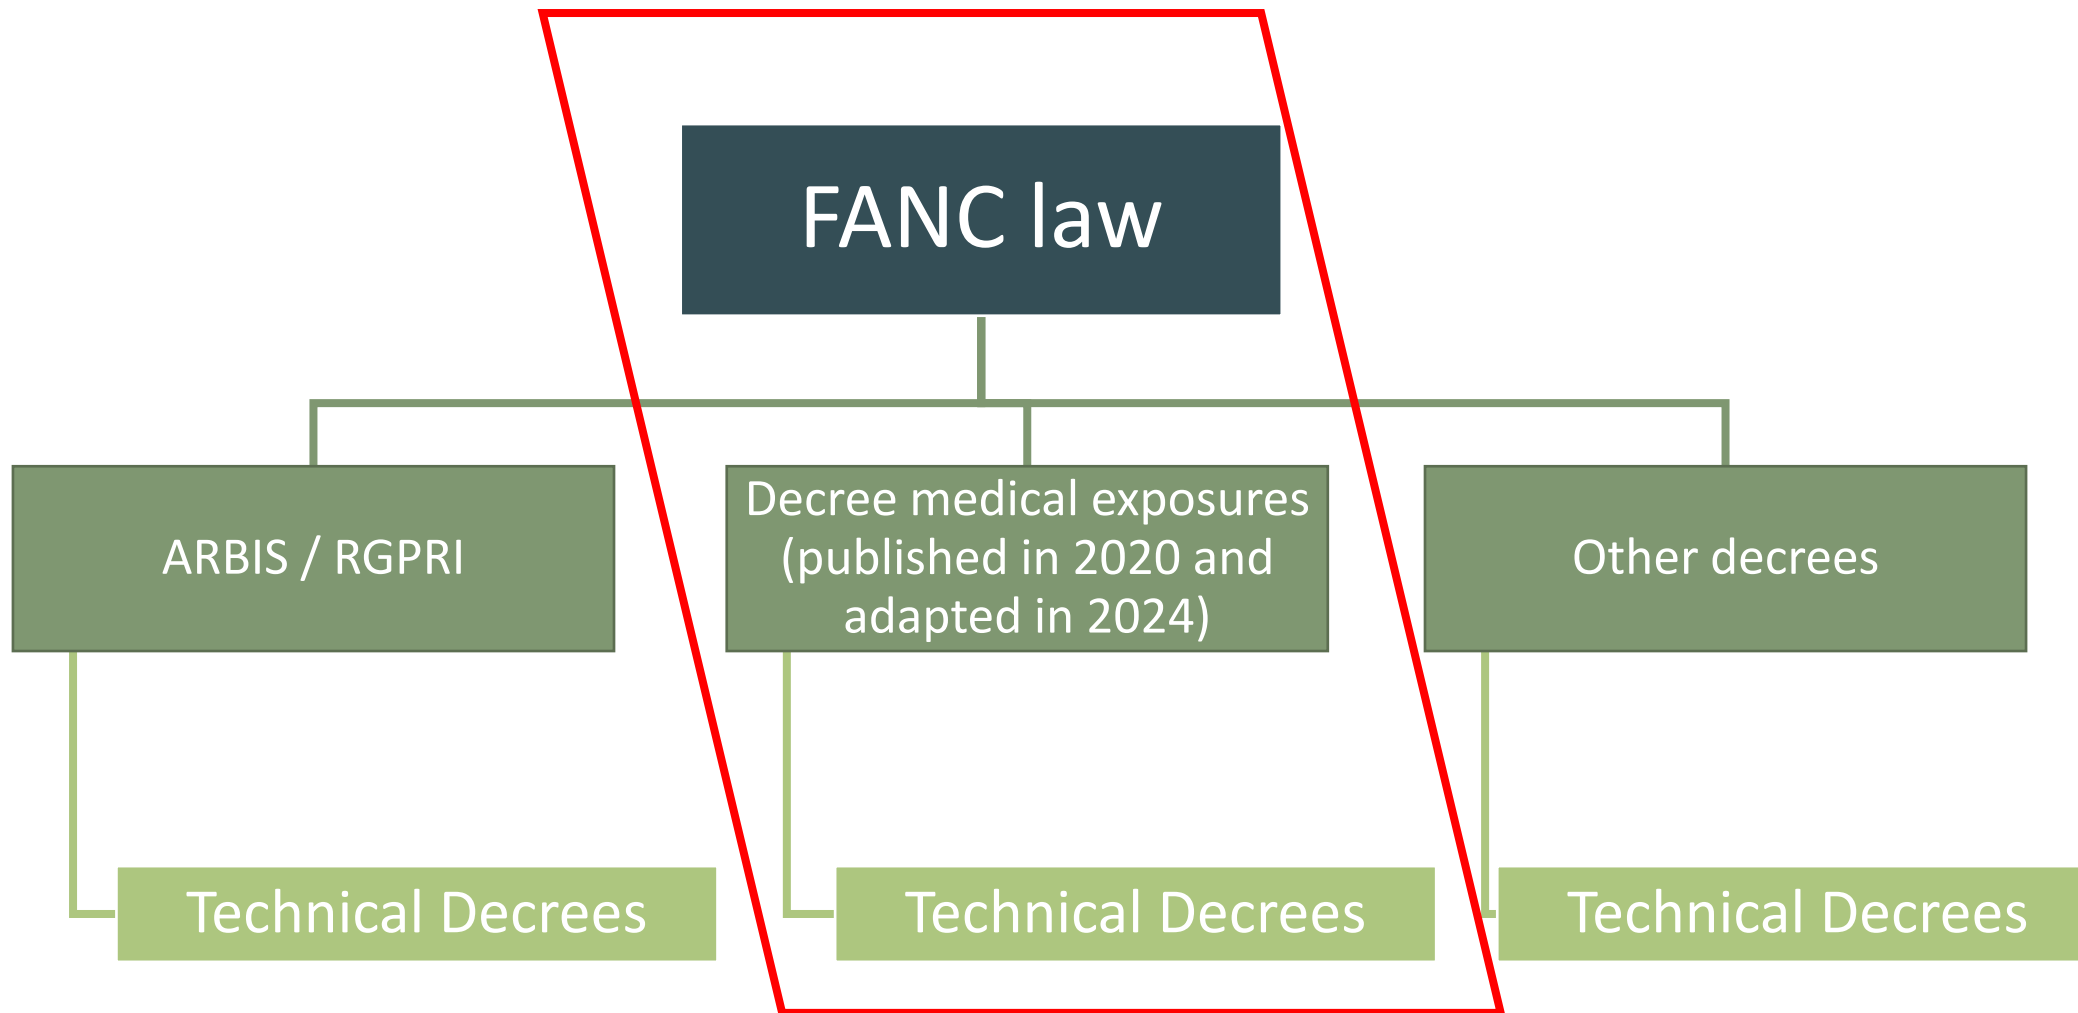 FANC law
ARBIS / RGPRI
Decree medical exposures
(published in 2020 and
adapted in 2024)
Other decrees
Technical Decrees
Technical Decrees
Technical Decrees